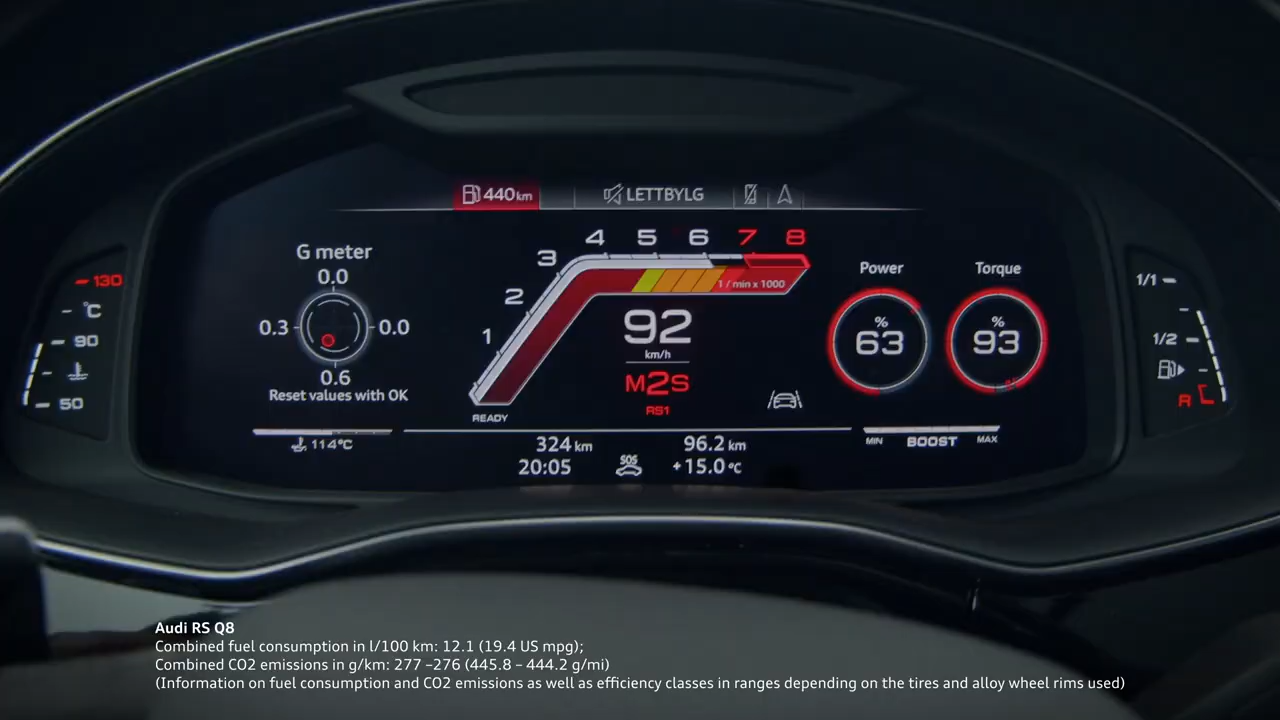 440 km LETTBYLG
G meter
0.0
0.3 0.0
0.6
Reset values with OK
130
°C
90
50
114°C
1 2 3 4 5 6 7 8
1 / min x 1000
92
km/h
M2S
RS1
READY
324 km 96.2 km
20:05 SOS +15.0 °C
Power Torque
% %
63 93
MIN BOOST MAX
1/1
1/2
R
Audi RS Q8
Combined fuel consumption in l/100 km: 12.1 (19.4 US mpg);
Combined CO2 emissions in g/km: 277 –276 (445.8 – 444.2 g/mi)
(Information on fuel consumption and CO2 emissions as well as efficiency classes in ranges depending on the tires and alloy wheel rims used)